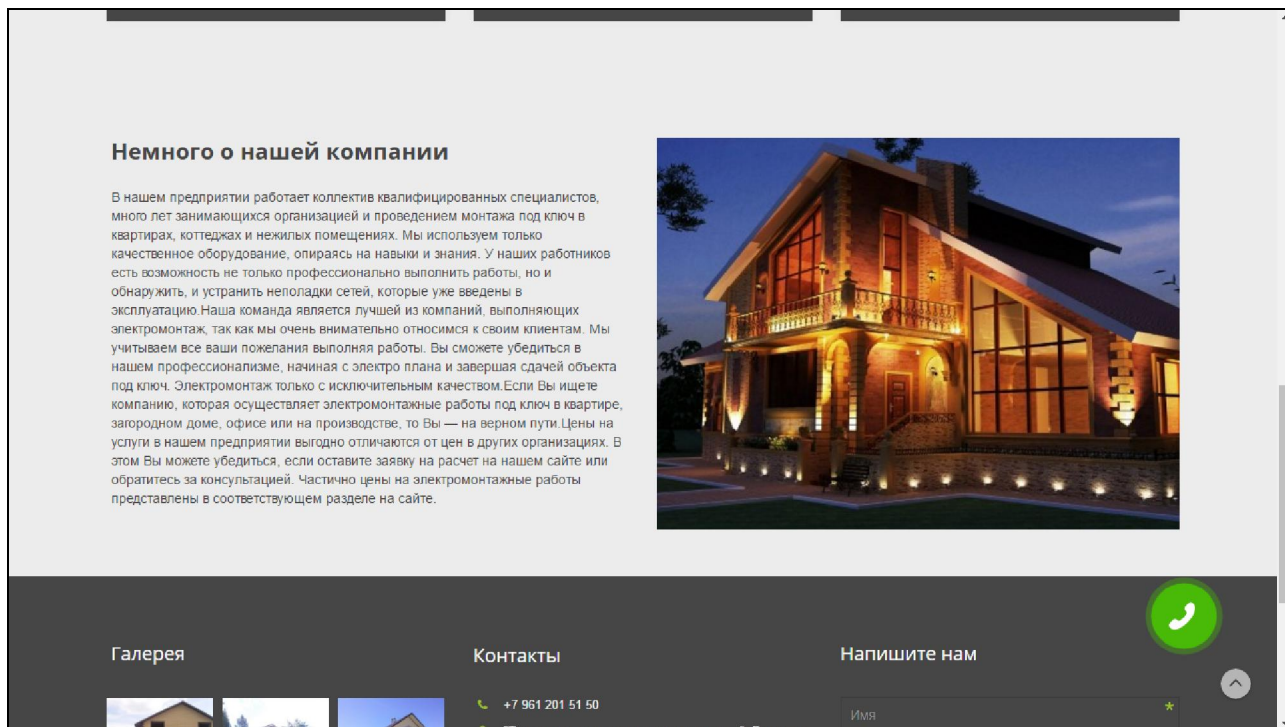 Немного о нашей компании
В нашем предприятии работает коллектив квалифицированных специалистов,
много лет занимающихся организацией и проведением монтажа под ключ в
квартирах, коттеджах и нежилых помещениях. Мы используем только
качественное оборудование, опираясь на навыки и знания. У наших работников
есть возможность не только профессионально выполнить работы, но и
обнаружить, и устранить неполадки сетей, которые уже введены в
эксплуатацию.Наша команда является лучшей из компаний, выполняющих
электромонтаж, так как мы очень внимательно относимся к своим клиентам. Мы
учитываем все ваши пожелания выполняя работы. Вы сможете убедиться в
нашем профессионализме, начиная с электро плана и завершая сдачей объекта
под ключ. Электромонтаж только с исключительным качеством.Если Вы ищете
компанию, которая осуществляет электромонтажные работы под ключ в квартире,
загородном доме, офисе или на производстве, то Вы — на верном пути.Цены на
услуги в нашем предприятии выгодно отличаются от цен в других организациях. В
этом Вы можете убедиться, если оставите заявку на расчет на нашем сайте или
обратитесь за консультацией. Частично цены на электромонтажные работы
представлены в соответствующем разделе на сайте.
Галерея
Контакты
+7 961 201 51 50
Напишите нам
Имя *